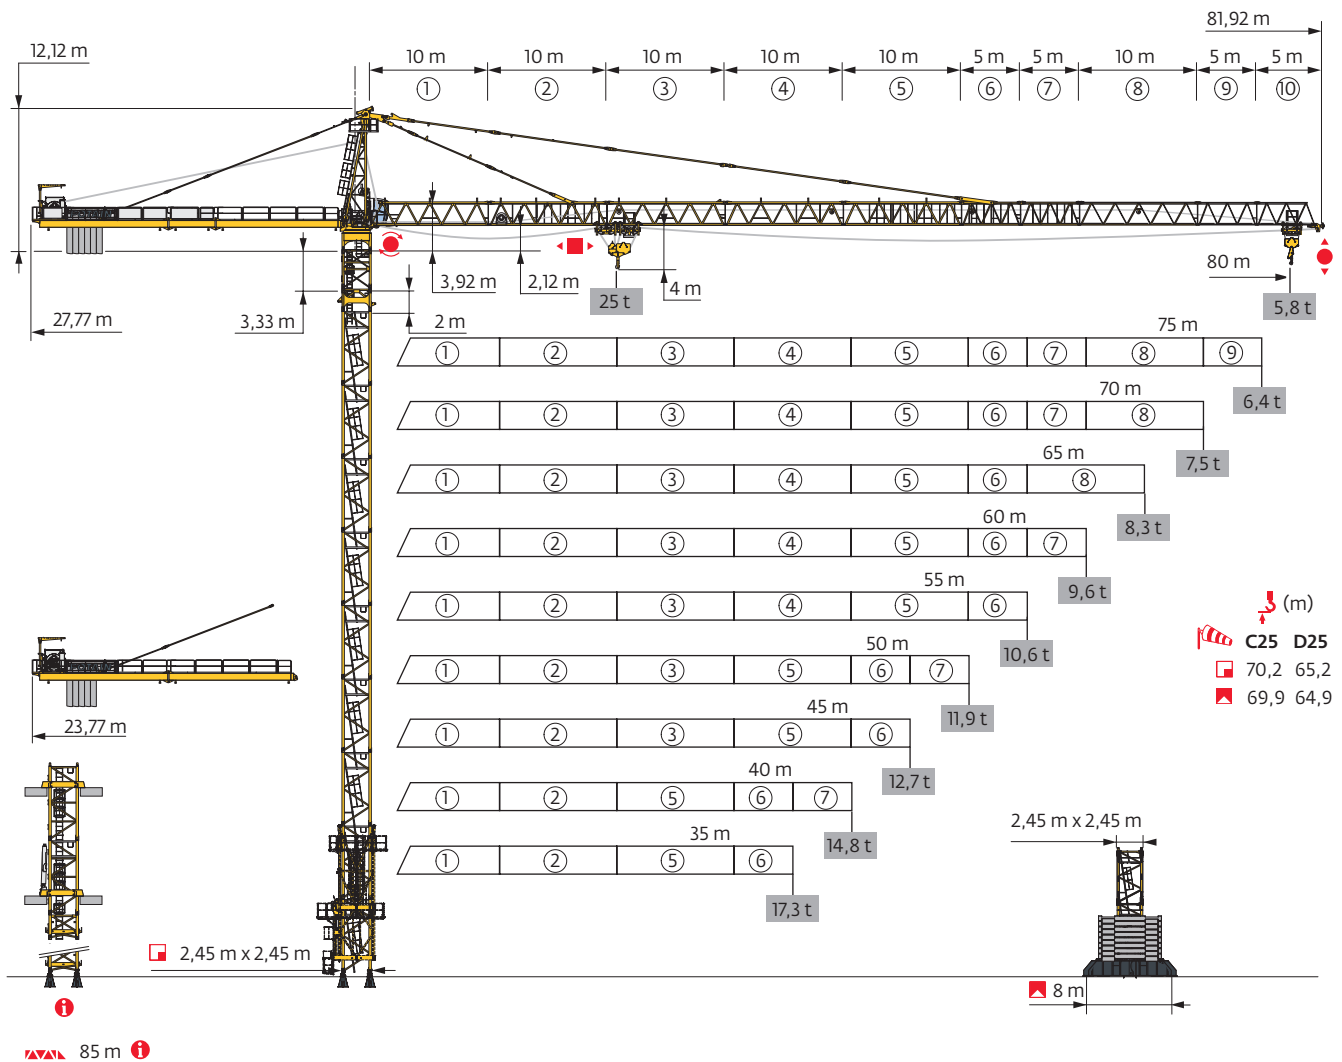 81,92 m
12,12 m
10 m 10 m 10 m 10 m 10 m 5 m 5 m 10 m 5 m 5 m
1 2 3 4 5 6 7 8 9 10
3,92 m 2,12 m 4 m 80 m
25 t 5,8 t
27,77 m 3,33 m 2 m
75 m
1 2 3 4 5 6 7 8 9
6,4 t
70 m
1 2 3 4 5 6 7 8
7,5 t
65 m
1 2 3 4 5 6 8
8,3 t
60 m
1 2 3 4 5 6 7
9,6 t
55 m
1 2 3 4 5 6
10,6 t
(m)
C25 D25
70,2 65,2
69,9 64,9
50 m
1 2 3 5 6 7
11,9 t
23,77 m
45 m
1 2 3 5 6
12,7 t
40 m
1 2 5 6 7
14,8 t
35 m
1 2 5 6
17,3 t
2,45 m x 2,45 m
2,45 m x 2,45 m
8 m
i
85 m i